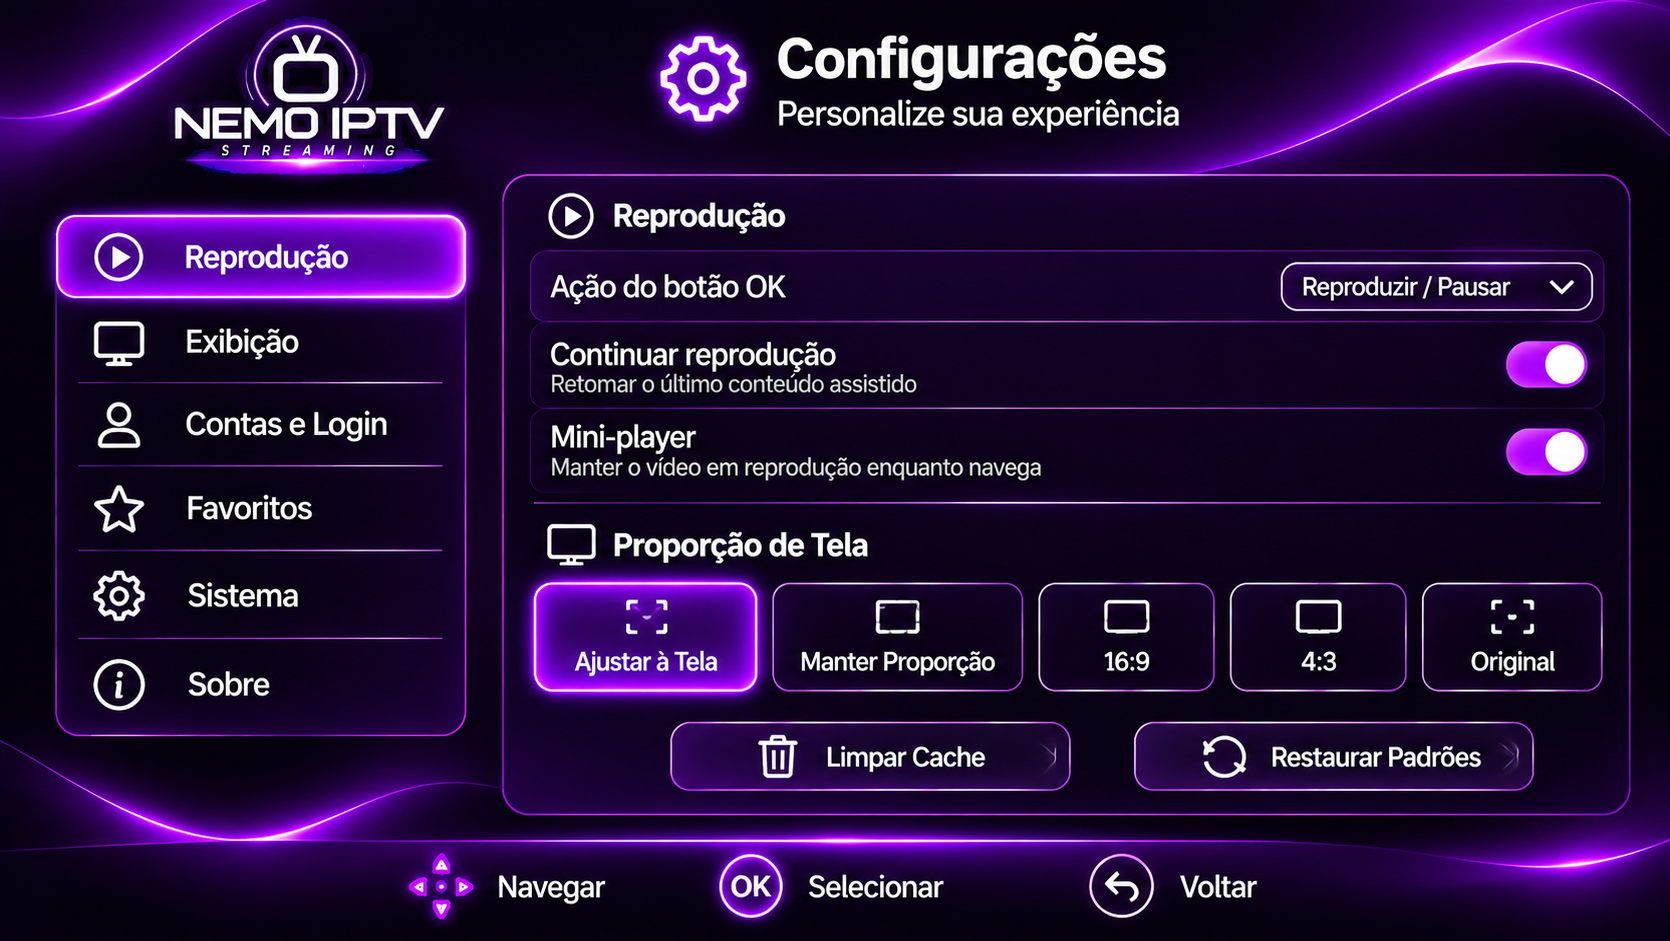 NEMO IPTV
STREAMING
Configurações
Personalize sua experiência
Reprodução
Exibição
Contas e Login
Favoritos
Sistema
Sobre
Reprodução
Ação do botão OK
Reproduzir / Pausar
Continuar reprodução
Retomar o último conteúdo assistido
Mini-player
Manter o vídeo em reprodução enquanto navega
Proporção de Tela
Ajustar à Tela
Manter Proporção
16:9
4:3
Original
Limpar Cache
Restaurar Padrões
Navegar
OK
Selecionar
Voltar